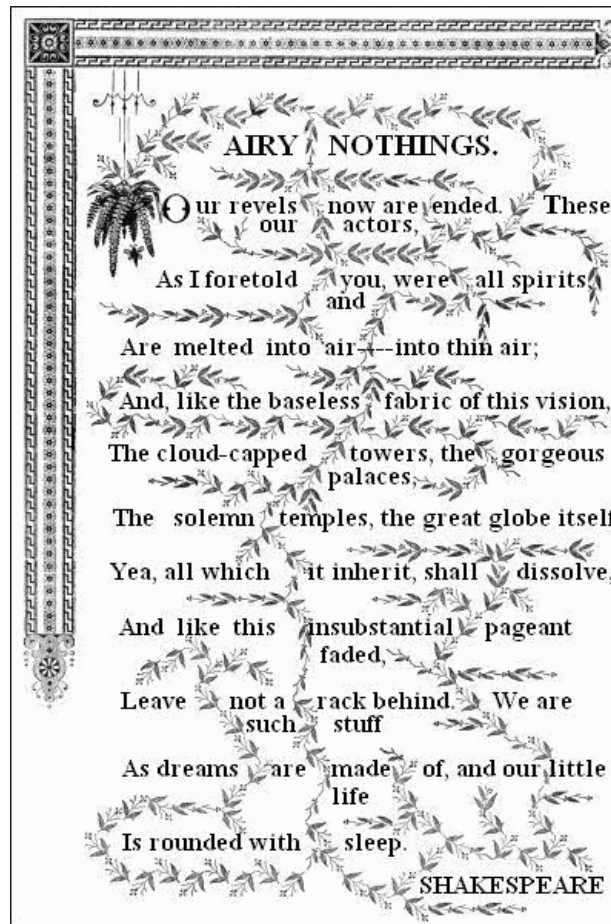 AIRY NOTHINGS.
Our revels now are ended. These
our actors,
As I foretold you, were all spirits
and
Are melted into air----into thin air;
And, like the baseless fabric of this vision,
The cloud-capped towers, the gorgeous
palaces,
The solemn temples, the great globe itself
Yea, all which it inherit, shall dissolve,
And like this insubstantial pageant
faded,
Leave not a rack behind. We are
such stuff
As dreams are made of, and our little
life
Is rounded with sleep.
SHAKESPEARE